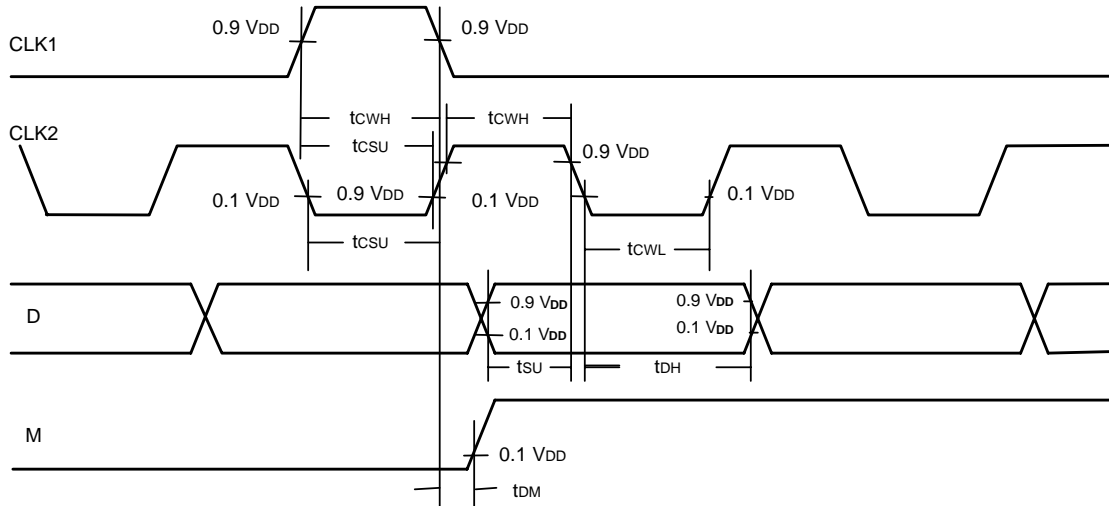 0.9 VDD
0.9 VDD
CLK1
tCWH
tCWH
CLK2
tCSU
0.9 VDD
0.1 VDD
0.9 VDD
0.1 VDD
0.1 VDD
tCSU
tCWL
D
0.9 VDD
0.9 VDD
0.1 VDD
0.1 VDD
tSU
tDH
M
0.1 VDD
tDM